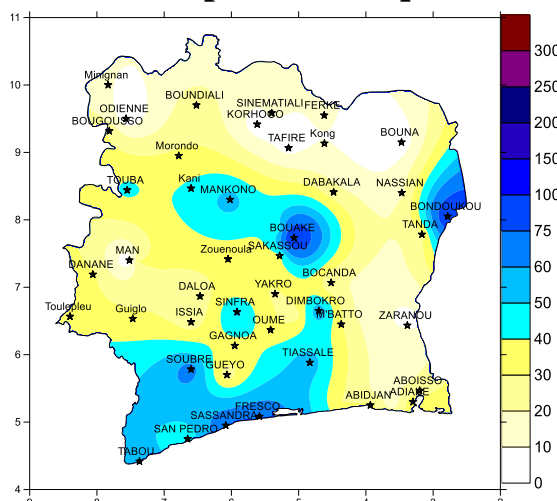 11
10
9
8
7
6
5
4
Minignan
ODIENNE
BOUGOUSSO
BOUNDIALI
SINEMATIALI
FERKE
KORHOGO
TAFIRE
Kong
BOUNA
Morondo
TOUBA
Kani
MANKONO
DABAKALA
NASSIAN
BONDOUKOU
TANDA
BOUAKE
SAKASSOU
Zouenoula
MAN
DANANE
BOCANDA
YAKRO
DALOA
SINFRA
DIMBOKRO
M'BATTO
ZARANOU
Toulepleu
Guiglo
ISSIA
OUME
GAGNOA
TIASSALE
SOUBRE
GUEYO
ABOISSO
ADIAKE
ABIDJAN
FRESCO
SASSANDRA
SAN PEDRO
TABOU
300
250
200
150
100
75
60
50
40
30
20
10
0